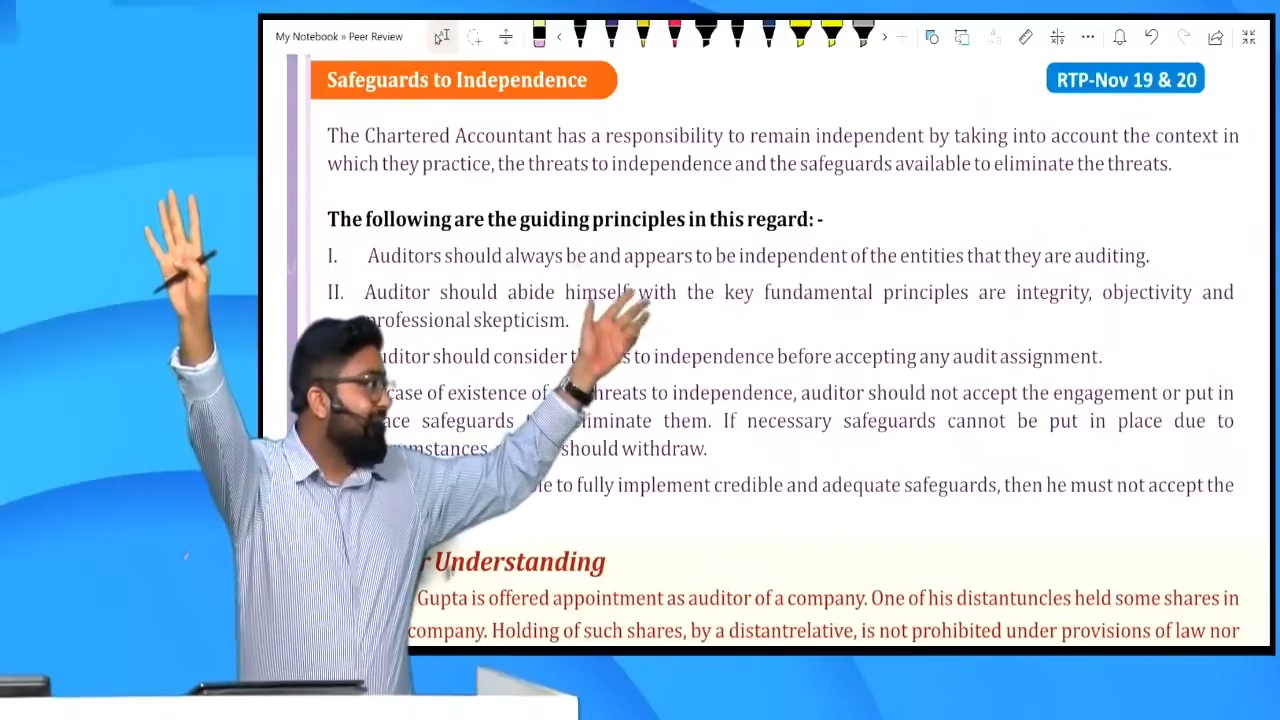 My Notebook » Peer Review
Safeguards to Independence
RTP-Nov 19 & 20
The Chartered Accountant has a responsibility to remain independent by taking into account the context in
which they practice, the threats to independence and the safeguards available to eliminate the threats.
The following are the guiding principles in this regard: -
I. Auditors should always be and appears to be independent of the entities that they are auditing.
II. Auditor should abide himself with the key fundamental principles are integrity, objectivity and
professional skepticism.
should consider to independence before accepting any audit assignment.
case of existence of threats to independence, auditor should not accept the engagement or put in
safeguards them. If necessary safeguards cannot be put in place due to
should withdraw.
to fully implement credible and adequate safeguards, then he must not accept the
Understanding
Gupta is offered appointment as auditor of a company. One of his distantuncles held some shares in
company. Holding of such shares, by a distantrelative, is not prohibited under provisions of law nor